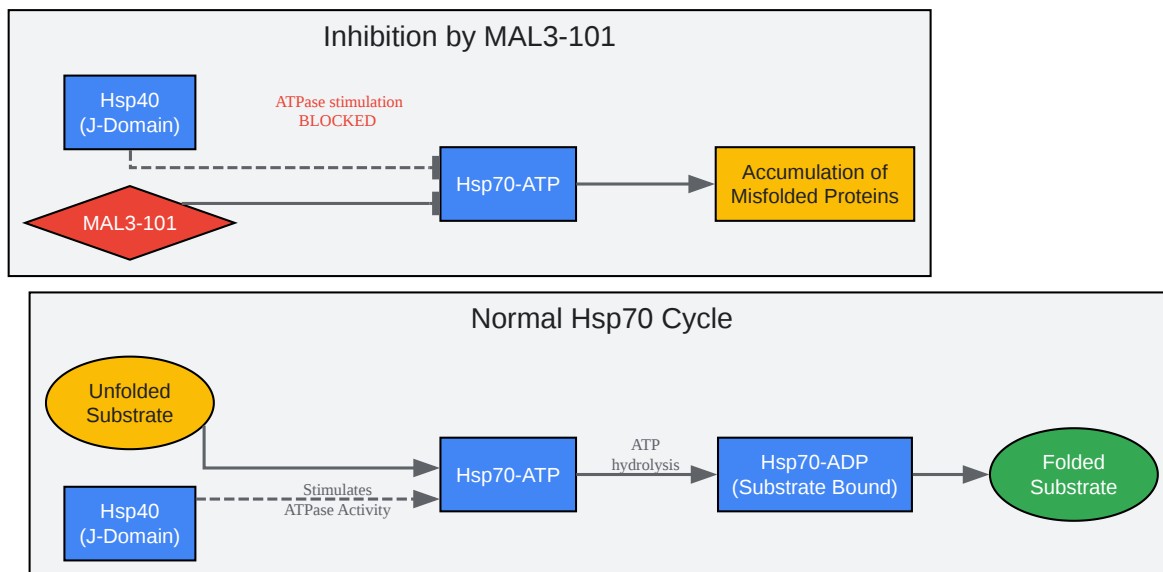 Inhibition by MAL3-101
Hsp40
(J-Domain)
ATPase stimulation
BLOCKED
MAL3-101
Hsp70-ATP
Accumulation of
Misfolded Proteins
Normal Hsp70 Cycle
Unfolded
Substrate
Hsp40
(J-Domain)
Stimulates
ATPase Activity
Hsp70-ATP
ATP
hydrolysis
Hsp70-ADP
(Substrate Bound)
Folded
Substrate